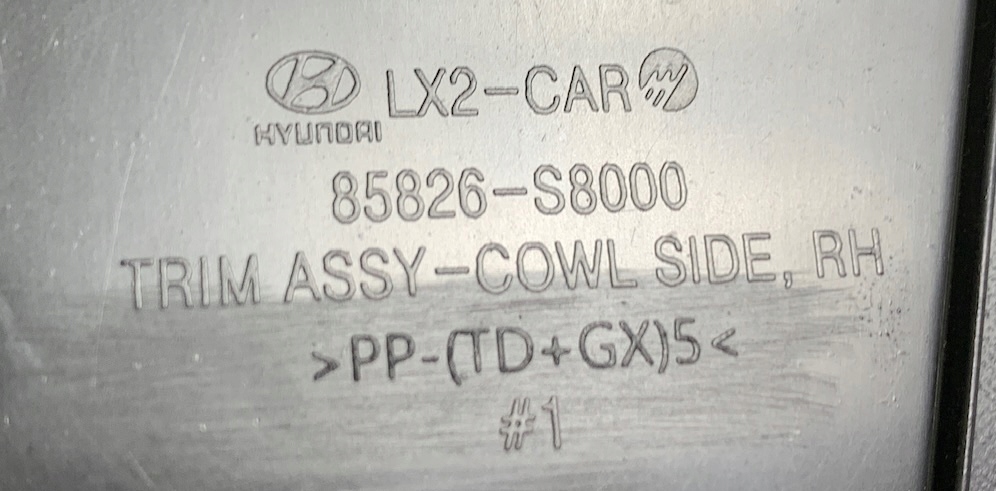 LX2-CAR
HYUNDAI
85826-S8000
TRIM ASSY-COWL SIDE, RH
>PP-(TD+GX)5<
#1